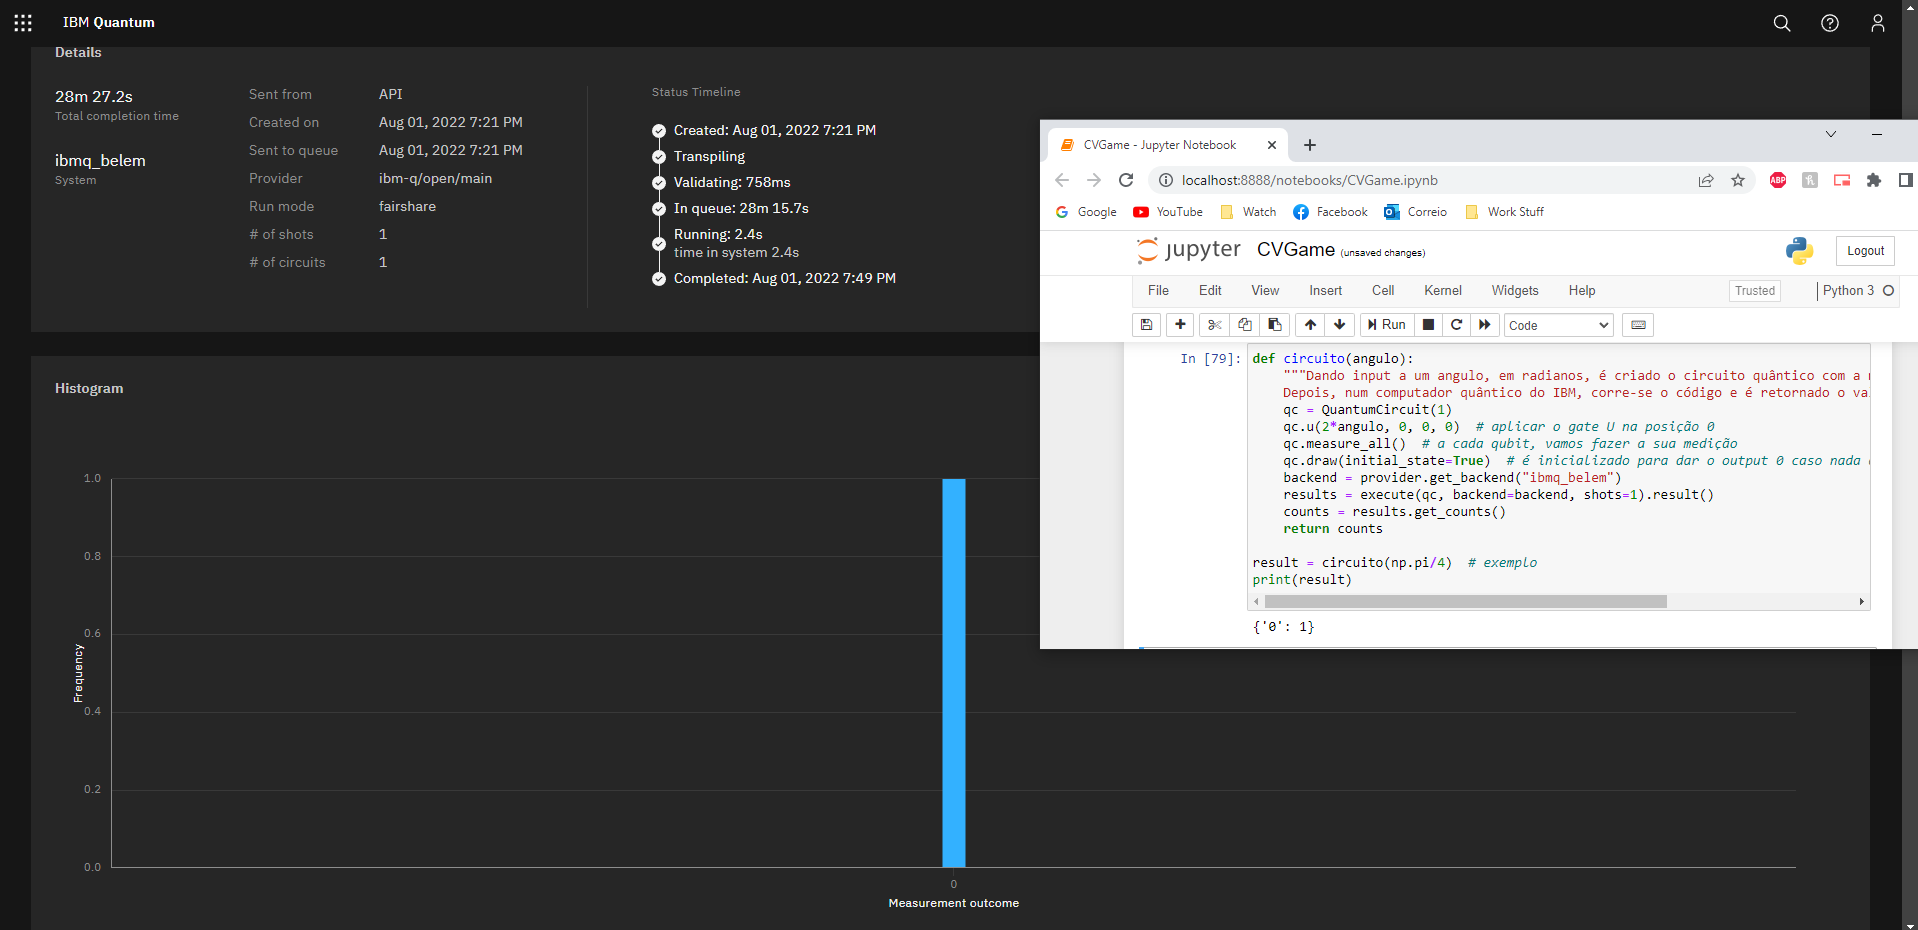 IBM Quantum
Details
28m 27.2s
Total completion time
ibmq_belem
System
Sent from API
Created on Aug 01, 2022 7:21 PM
Sent to queue Aug 01, 2022 7:21 PM
Provider ibm-q/open/main
Run mode fairshare
# of shots 1
# of circuits 1
Status Timeline
Created: Aug 01, 2022 7:21 PM
Transpiling
Validating: 758ms
In queue: 28m 15.7s
Running: 2.4s
time in system 2.4s
Completed: Aug 01, 2022 7:49 PM
Histogram
1.0
0.8
0.6
0.4
0.2
0.0
Frequency
0
Measurement outcome
CVGame - Jupyter Notebook
localhost:8888/notebooks/CVGame.ipynb
ABP
Google YouTube Watch Facebook Correio Work Stuff
jupyter CVGame (unsaved changes)
Logout
File Edit View Insert Cell Kernel Widgets Help Trusted Python 3
Run Code
In [79]: def circuito(angulo):
"""Dando input a um angulo, em radianos, é criado o circuito quântico com a
Depois, num computador quântico do IBM, corre-se o código e é retornado o va
qc = QuantumCircuit(1)
qc.u(2*angulo, 0, 0, 0) # aplicar o gate U na posição 0
qc.measure_all() # a cada qubit, vamos fazer a sua medição
qc.draw(initial_state=True) # é inicializado para dar o output 0 caso nada
backend = provider.get_backend("ibmq_belem")
results = execute(qc, backend=backend, shots=1).result()
counts = results.get_counts()
return counts
result = circuito(np.pi/4) # exemplo
print(result)
{'0': 1}